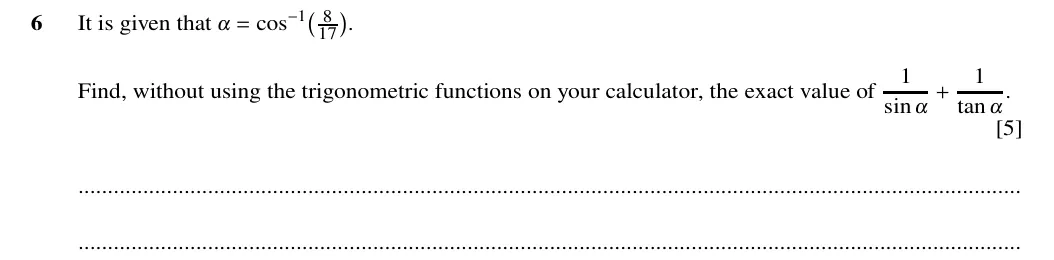 6 It is given that α = cos⁻¹(8/17).
Find, without using the trigonometric functions on your calculator, the exact value of 1/sin α + 1/tan α.
[5]